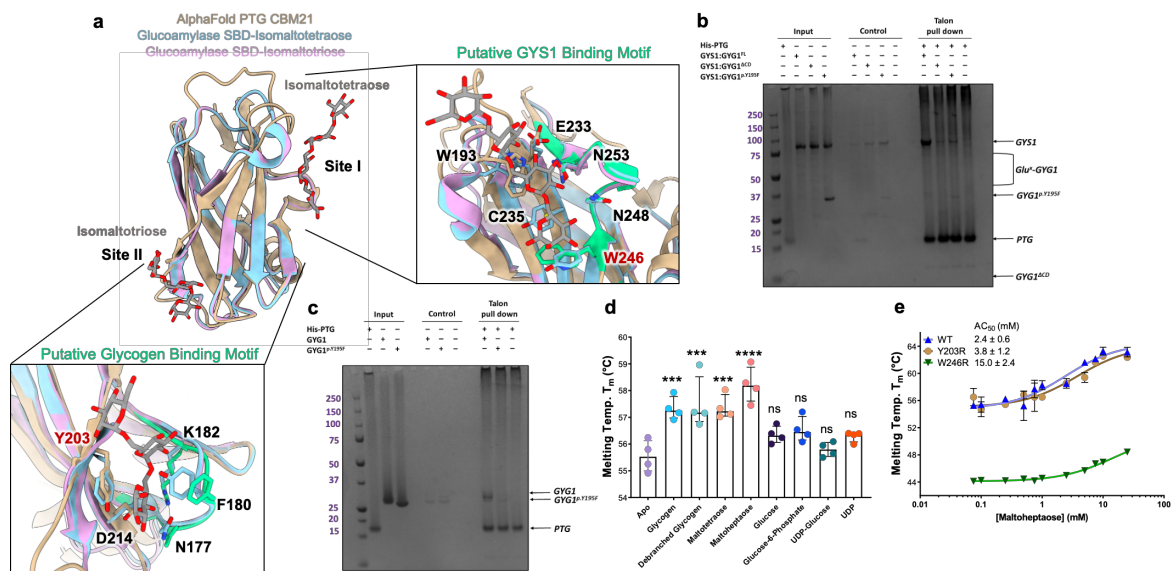 a
AlphaFold PTG CBM21
Glucoamylase SBD-Isomaltotetraose
Glucoamylase SBD-Isomaltotriose
Isomaltotetraose
Site I
Isomaltotriose
Site II
Putative GYS1 Binding Motif
E233
W193
N253
C235
N248
W246
Putative Glycogen Binding Motif
Y203
K182
F180
D214
N177
b
Input
Control
Talon
pull down
His-PTG
+ − − − − − − + + + +
GYS1:GYG1FL
GYS1:GYG1ΔCD
GYS1:GYG1p.Y195F
250
150
100
75
50
37
25
20
15
GYS1
Gluⁿ-GYG1
GYG1p.Y195F
PTG
GYG1ΔCD
c
Input
Control
Talon
pull down
His-PTG
+ − − − − + + +
GYG1
GYG1p.Y195F
250
150
100
75
50
37
25
20
15
GYG1
GYG1p.Y195F
PTG
d
Melting Temp. Tm (°C)
60
59
58
57
56
55
54
***
***
***
****
ns
ns
ns
ns
Apo
Glycogen
Debranched Glycogen
Maltotetrose
Maltoheptaose
Glucose
Glucose-6-Phosphate
UDP-Glucose
UDP
e
AC50 (mM)
WT 2.4 ± 0.6
Y203R 3.8 ± 1.2
W246R 15.0 ± 2.4
Melting Temp. Tm (°C)
64
60
56
52
48
44
0.01
0.1
1
10
100
[Maltoheptaose] (mM)